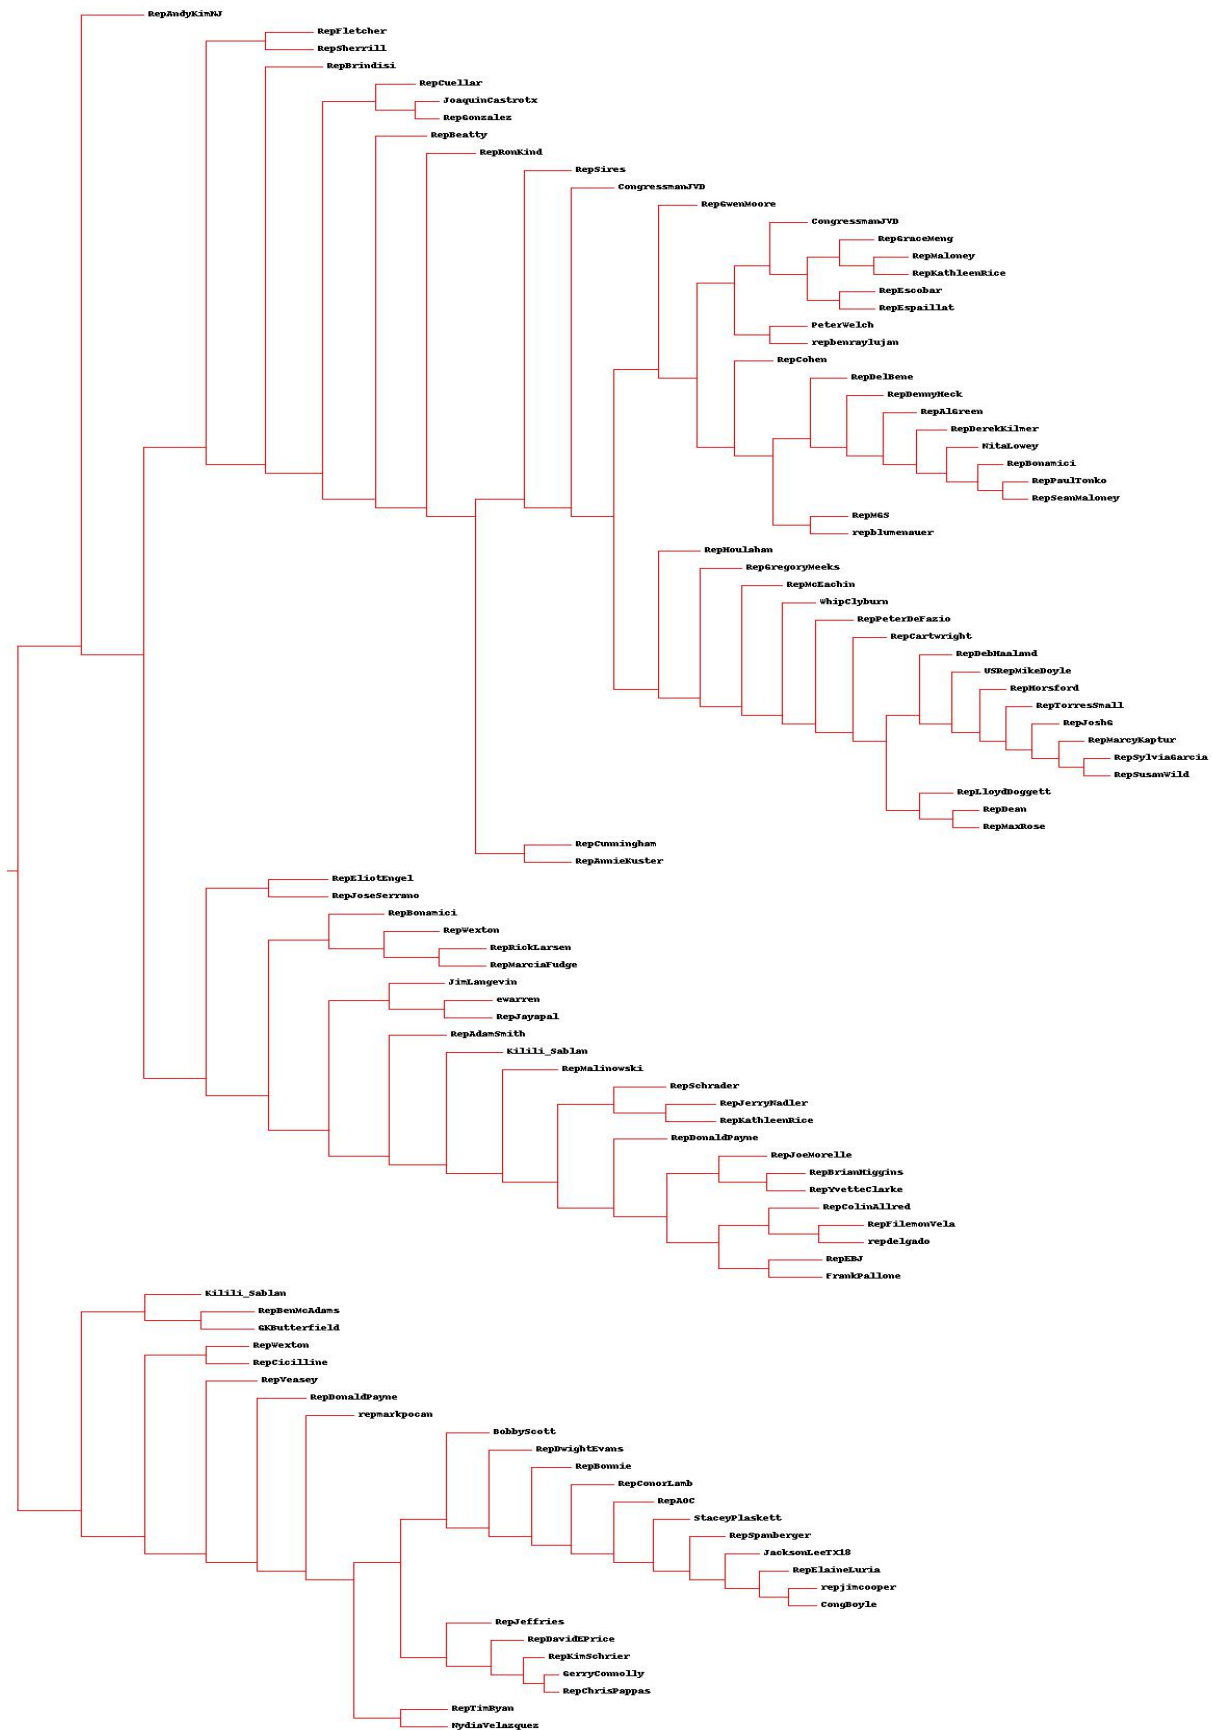 RepAndyKimNJ
RepFletcher
RepSherrill
RepBrindisi
RepCuellar
JoaquinCastrotx
RepGonzalez
RepBeatty
RepRonKind
RepSires
CongressmanJVD
RepGwenMoore
CongressmanJVD
RepGraceMeng
RepMaloney
RepKathleenRice
RepEscobar
RepEspaillat
PeterWelch
repbenraylujan
RepCohen
RepDelBene
RepDennyHeck
RepAlGreen
RepDerekKilmer
NitaLowey
RepBonamici
RepPaulTonko
RepSeanMaloney
RepMGS
repblumenauer
RepHoulahan
RepGregoryMeeks
RepMcEachin
WhipClyburn
RepPeterDeFazio
RepCartwright
RepDebHaaland
USRepMikeDoyle
RepHorsford
RepTorresSmall
RepJoshG
RepMarcyKaptur
RepSylviaGarcia
RepSusanWild
RepLloydDoggett
RepDean
RepMaxRose
RepCunningham
RepAnnieKuster
RepEliotEngel
RepJoseSerrano
RepBonamici
RepWexton
RepRickLarsen
RepMarciaFudge
JimLangevin
ewarren
RepJayapal
RepAdamSmith
Kilili_Sablan
RepMalinowski
RepSchrader
RepJerryNadler
RepKathleenRice
RepDonaldPayne
RepJoeMorelle
RepBrianHiggins
RepYvetteClarke
RepColinAllred
RepFilemonVela
repdelgado
RepEBJ
FrankPallone
Kilili_Sablan
RepBenMcAdams
GKButterfield
RepWexton
RepCicilline
RepVeasey
RepDonaldPayne
repmarkpocan
BobbyScott
RepDwightEvans
RepBonnie
RepConorLamb
RepAOC
StaceyPlaskett
RepSpanberger
JacksonLeeTX18
RepElaineLuria
repjimcooper
CongBoyle
RepJeffries
RepDavidEPrice
RepKimSchrier
GerryConnolly
RepChrisPappas
RepTimRyan
NydiaVelazquez